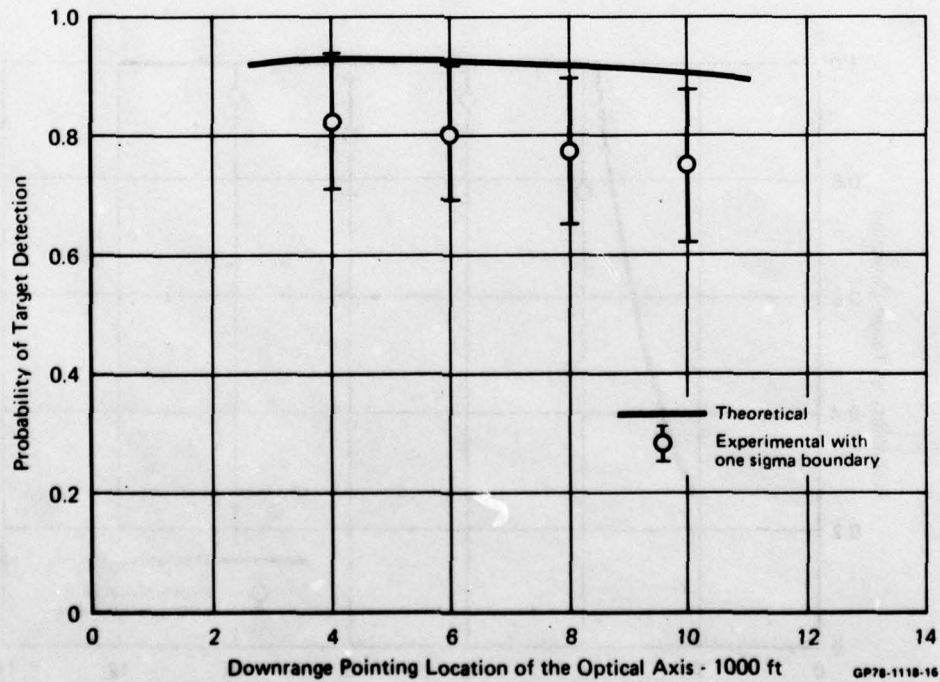 1.0
0.8
0.6
0.4
0.2
0
Probability of Target Detection
Theoretical
Experimental with
one sigma boundary
0 2 4 6 8 10 12 14
Downrange Pointing Location of the Optical Axis - 1000 ft
GP78-1118-16